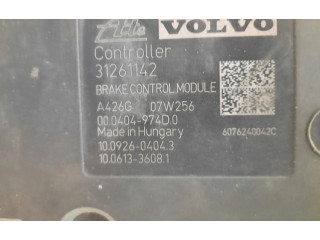 Ate VOLVO
Controller
31261142
BRAKE CONTROL MODULE
A426G 07W256
00.0404-974D.0
Made in Hungary 6076240042C
10.0926-0404.3
10.0613-3608.1